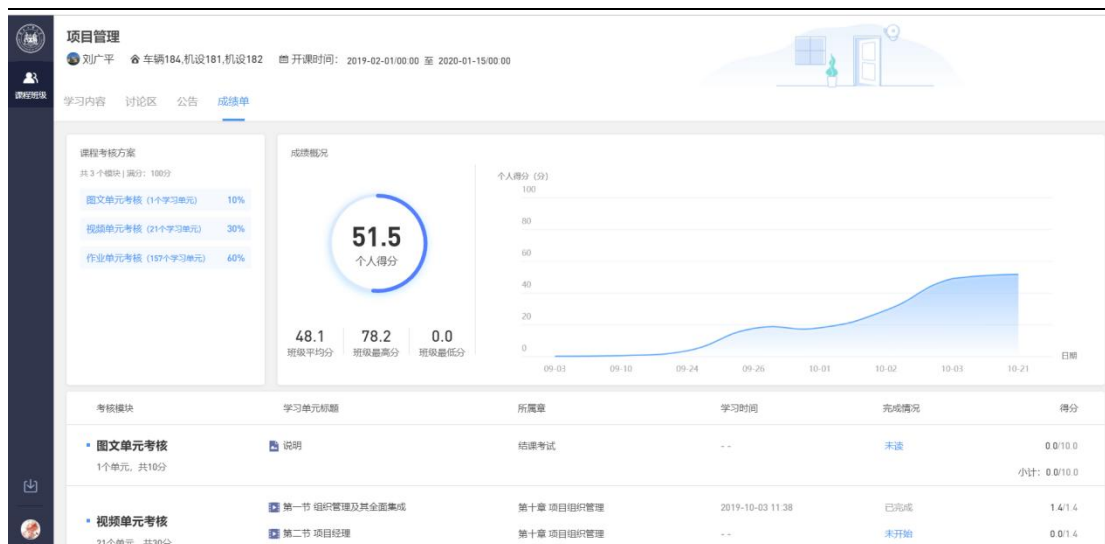 项目管理
刘广平 车辆184,机设181,机设182 开课时间： 2019-02-01/00:00 至 2020-01-15/00:00
课程班级
学习内容 讨论区 公告 成绩单
课程考核方案
共 3 个模块 | 满分： 100分
图文单元考核 (1个学习单元) 10%
视频单元考核 (21个学习单元) 30%
作业单元考核 (157个学习单元) 60%
成绩概况
51.5
个人得分
48.1 78.2 0.0
班级平均分 班级最高分 班级最低分
个人得分 (分)
100
80
60
40
20
0
日期
09-03 09-10 09-24 09-26 10-01 10-02 10-03 10-21
考核模块 学习单元标题 所属章 学习时间 完成情况 得分
图文单元考核 说明 结课考试 - - 未读 0.0/10.0
1个单元，共10分
小计： 0.0/10.0
第一节 组织管理及其全面集成 第十章 项目组织管理 2019-10-03 11:38 已完成 1.4/1.4
视频单元考核
第二节 项目经理 第十章 项目组织管理 - - 未开始 0.0/1.4
21个单元，共30分